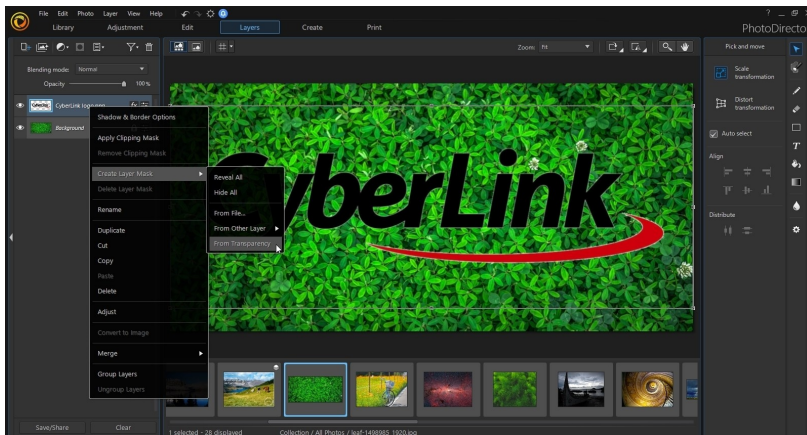 File Edit Photo Layer View Help
Library Adjustment Edit Layers Create Print
PhotoDirecto
Zoom: Fit
Pick and move
Blending mode: Normal
Opacity 100%
CyberLink logo.png
Background
Shadow & Border Options
Apply Clipping Mask
Remove Clipping Mask
Create Layer Mask
Delete Layer Mask
Rename
Duplicate
Cut
Copy
Paste
Delete
Adjust
Convert to Image
Merge
Group Layers
Ungroup Layers
Reveal All
Hide All
From File...
From Other Layer
From Transparency
CyberLink
Scale
transformation
Distort
transformation
Auto select
Align
Distribute
Save/Share Clear
1 selected - 28 displayed Collection / All Photos / leaf-1498985_1920.jpg